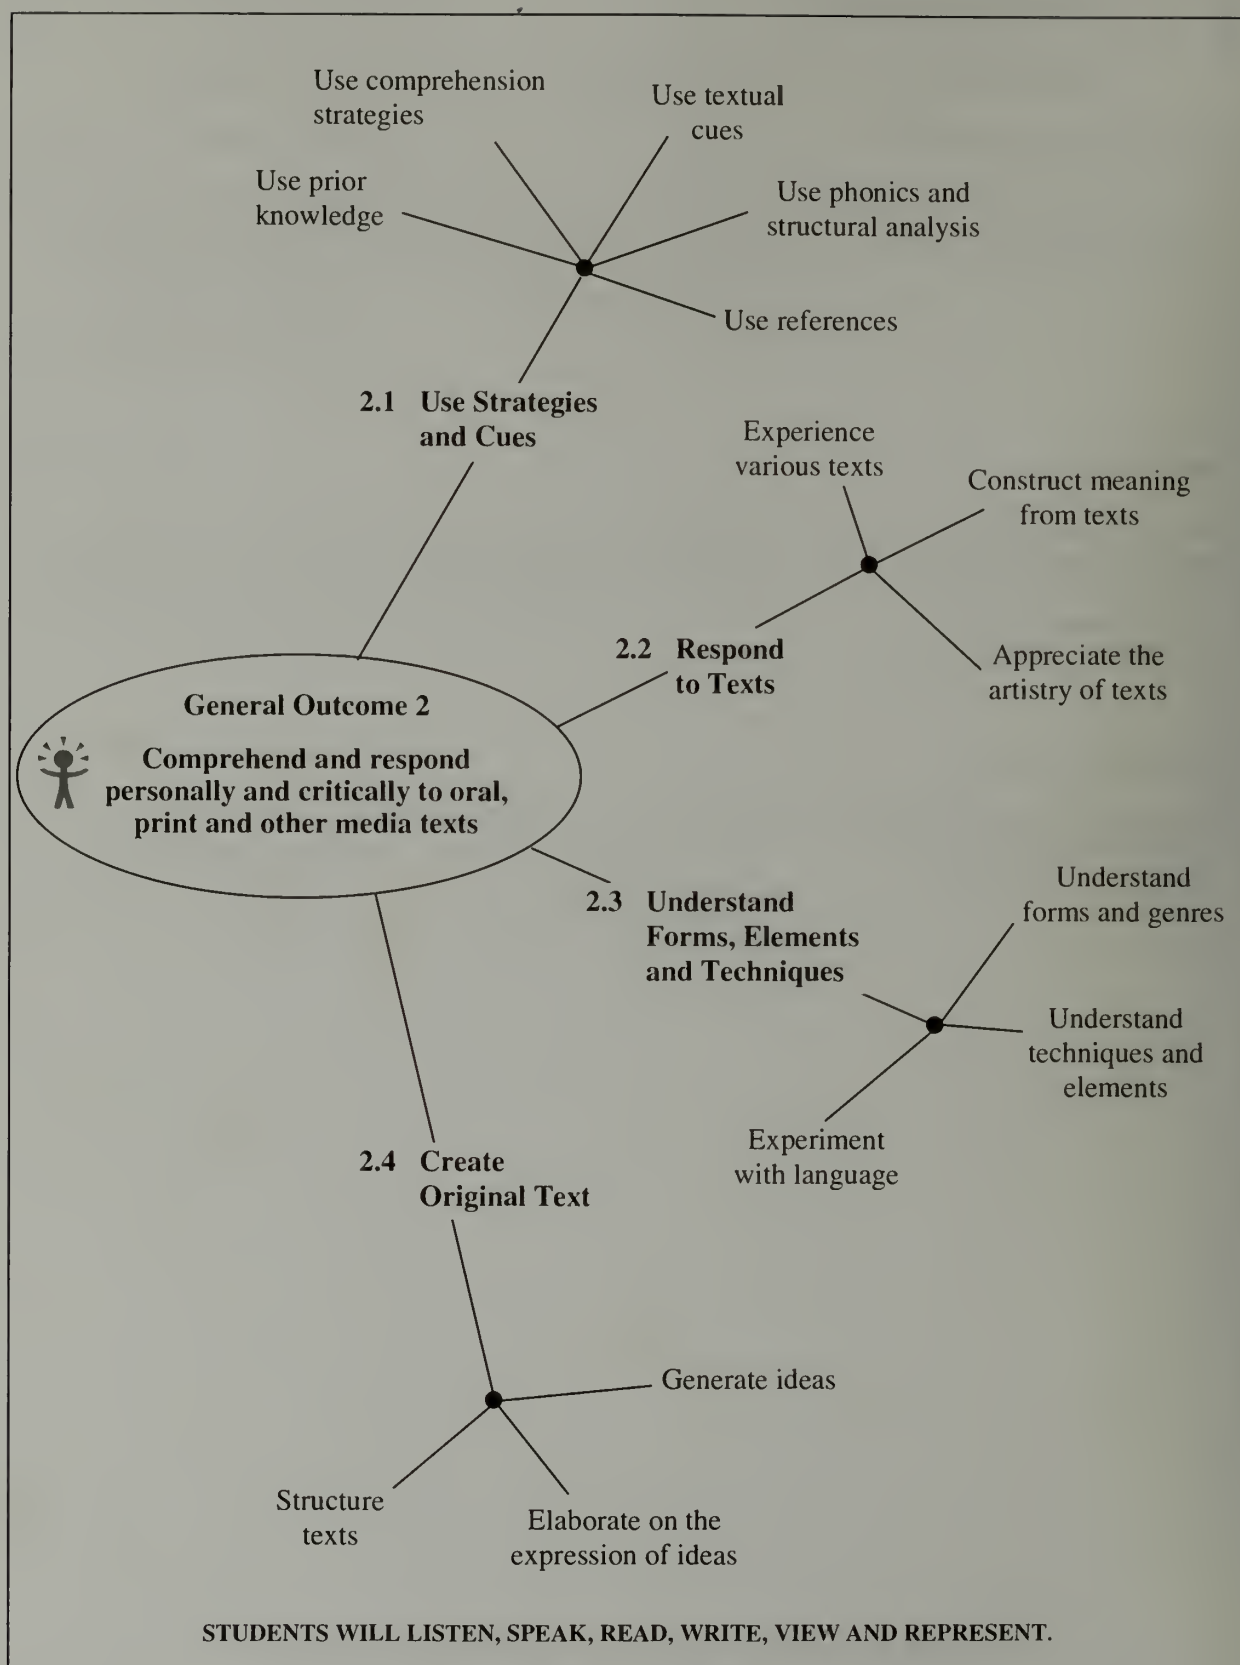 Use comprehension
strategies
Use textual
cues
Use prior
knowledge
Use phonics and
structural analysis
Use references
2.1 Use Strategies
and Cues
Experience
various texts
Construct meaning
from texts
2.2 Respond
to Texts
Appreciate the
artistry of texts
General Outcome 2
Comprehend and respond
personally and critically to oral,
print and other media texts
2.3 Understand
Forms, Elements
and Techniques
Understand
forms and genres
Understand
techniques and
elements
Experiment
with language
2.4 Create
Original Text
Generate ideas
Structure
texts
Elaborate on the
expression of ideas
STUDENTS WILL LISTEN, SPEAK, READ, WRITE, VIEW AND REPRESENT.